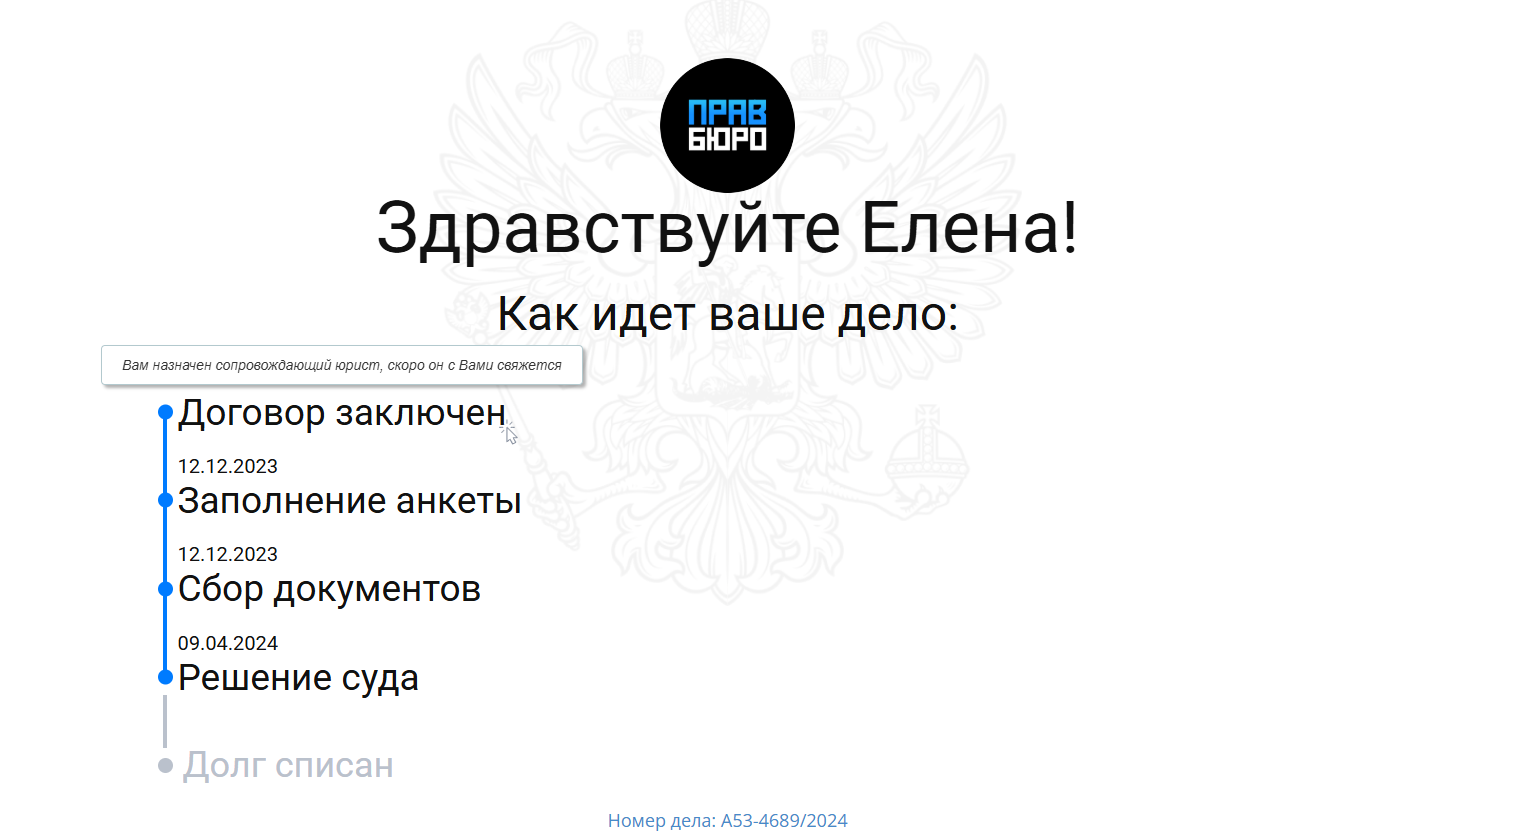 ПРАВ
БЮРО
Здравствуйте Елена!
Как идет ваше дело:
Вам назначен сопровождающий юрист, скоро он с Вами свяжется
Договор заключен
12.12.2023
Заполнение анкеты
12.12.2023
Сбор документов
09.04.2024
Решение суда
Долг списан
Номер дела: А53-4689/2024